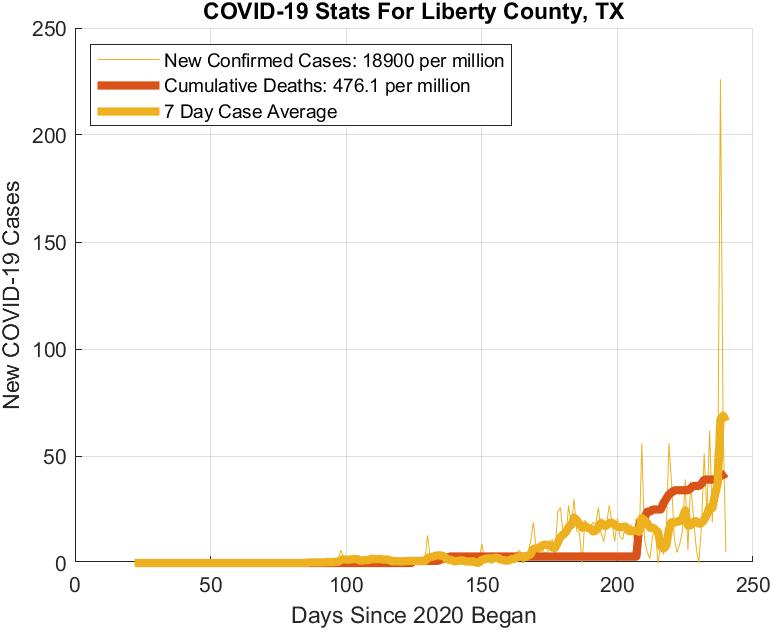 COVID-19 Stats For Liberty County, TX
250
New Confirmed Cases: 18900 per million
Cumulative Deaths: 476.1 per million
7 Day Case Average
200
150
100
50
0
New COVID-19 Cases
0 50 100 150 200 250
Days Since 2020 Began